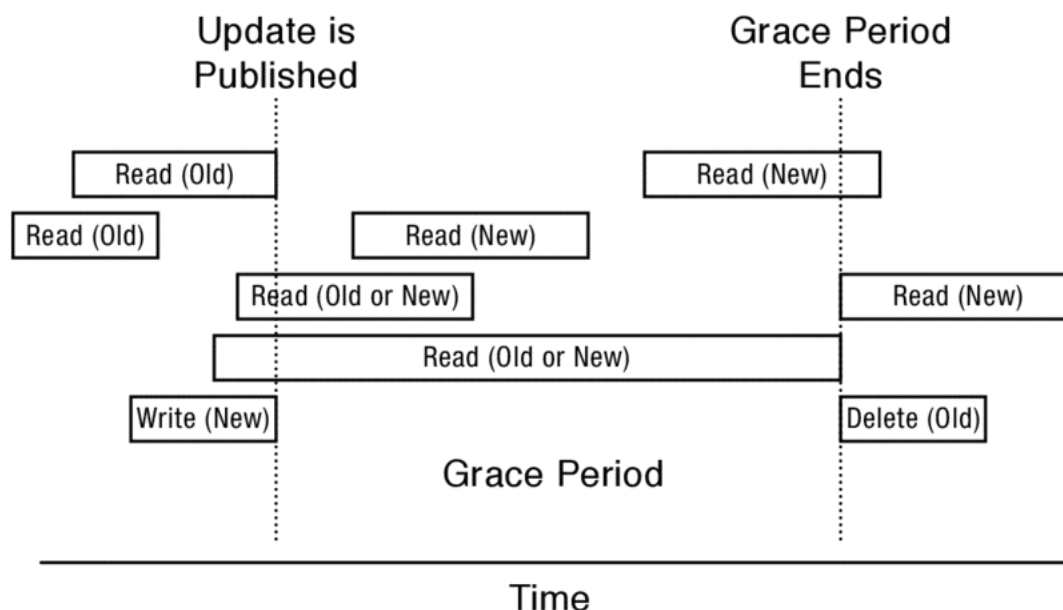 Update is
Published
Grace Period
Ends
Read (Old)
Read (New)
Read (Old)
Read (New)
Read (Old or New)
Read (New)
Read (Old or New)
Write (New)
Delete (Old)
Grace Period
Time